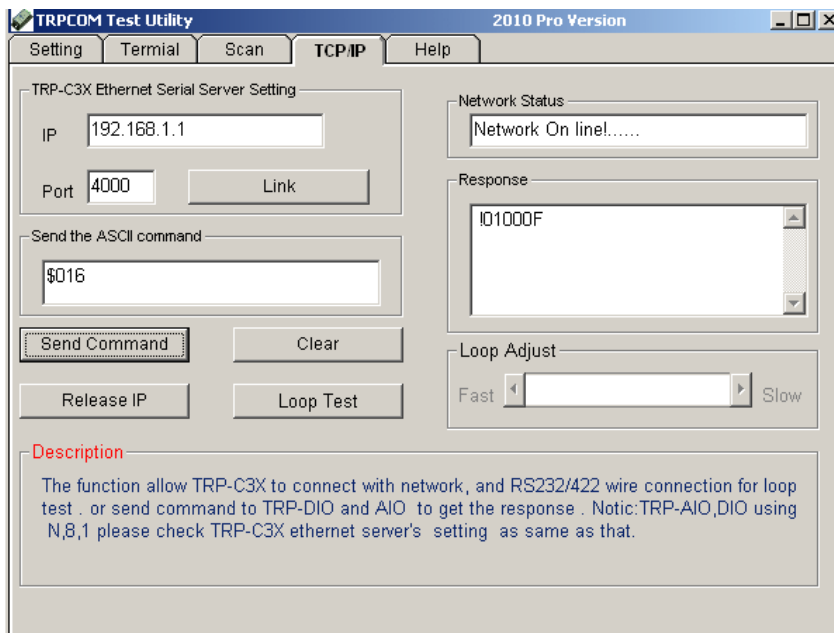 TRPCOM Test Utility 2010 Pro Version
Setting Termial Scan TCP/IP Help
TRP-C3X Ethernet Serial Server Setting
IP 192.168.1.1
Port 4000 Link
Send the ASCII command
$016
Send Command Clear
Release IP Loop Test
Network Status
Network On line!......
Response
!01000F
Loop Adjust
Fast Slow
Description
The function allow TRP-C3X to connect with network, and RS232/422 wire connection for loop
test . or send command to TRP-DIO and AIO to get the response . Notic:TRP-AIO,DIO using
N,8,1 please check TRP-C3X ethernet server's setting as same as that.